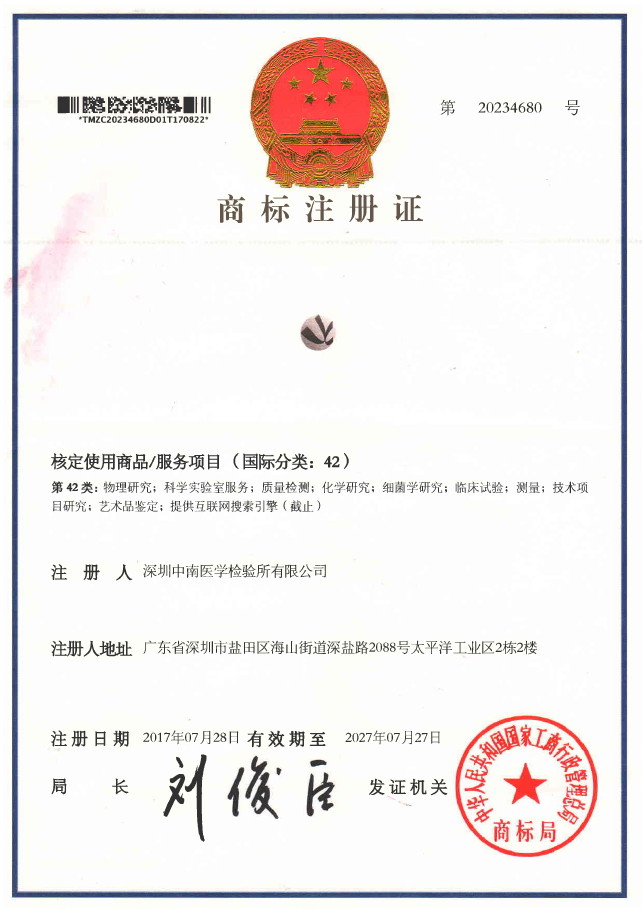 *TMZC20234680D01T170822*
第 20234680 号
商标注册证
核定使用商品/服务项目（国际分类：42）
第 42 类：物理研究；科学实验室服务；质量检测；化学研究；细菌学研究；临床试验；测量；技术项
目研究；艺术品鉴定；提供互联网搜索引擎（截止）
注 册 人 深圳中南医学检验所有限公司
注册人地址 广东省深圳市盐田区海山街道深盐路2088号太平洋工业区2栋2楼
注册日期 2017年07月28日 有效期至 2027年07月27日
局 长 刘俊臣 发证机关
中华人民共和国国家工商行政管理总局
商标局